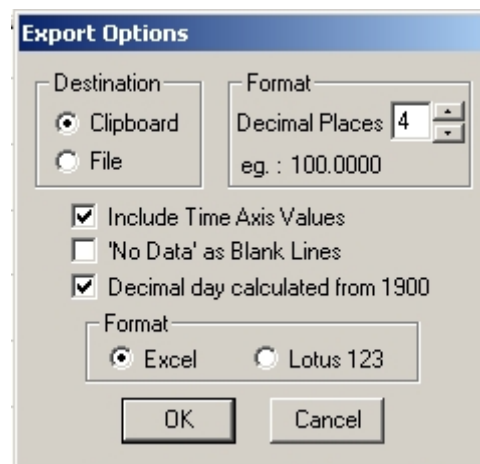 Export Options
Destination
Clipboard
File
Format
Decimal Places 4
eg. : 100.0000
Include Time Axis Values
'No Data' as Blank Lines
Decimal day calculated from 1900
Format
Excel
Lotus 123
OK
Cancel